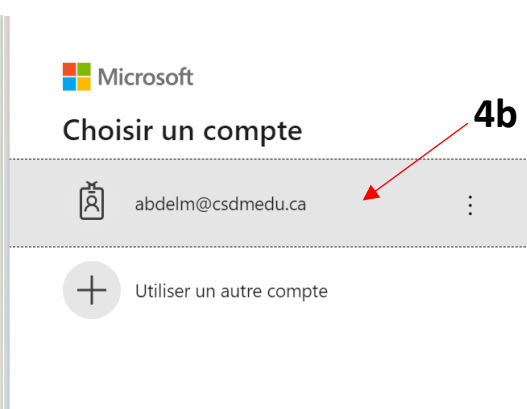 Microsoft
4b
Choisir un compte
abdelm@csdmedu.ca
Utiliser un autre compte